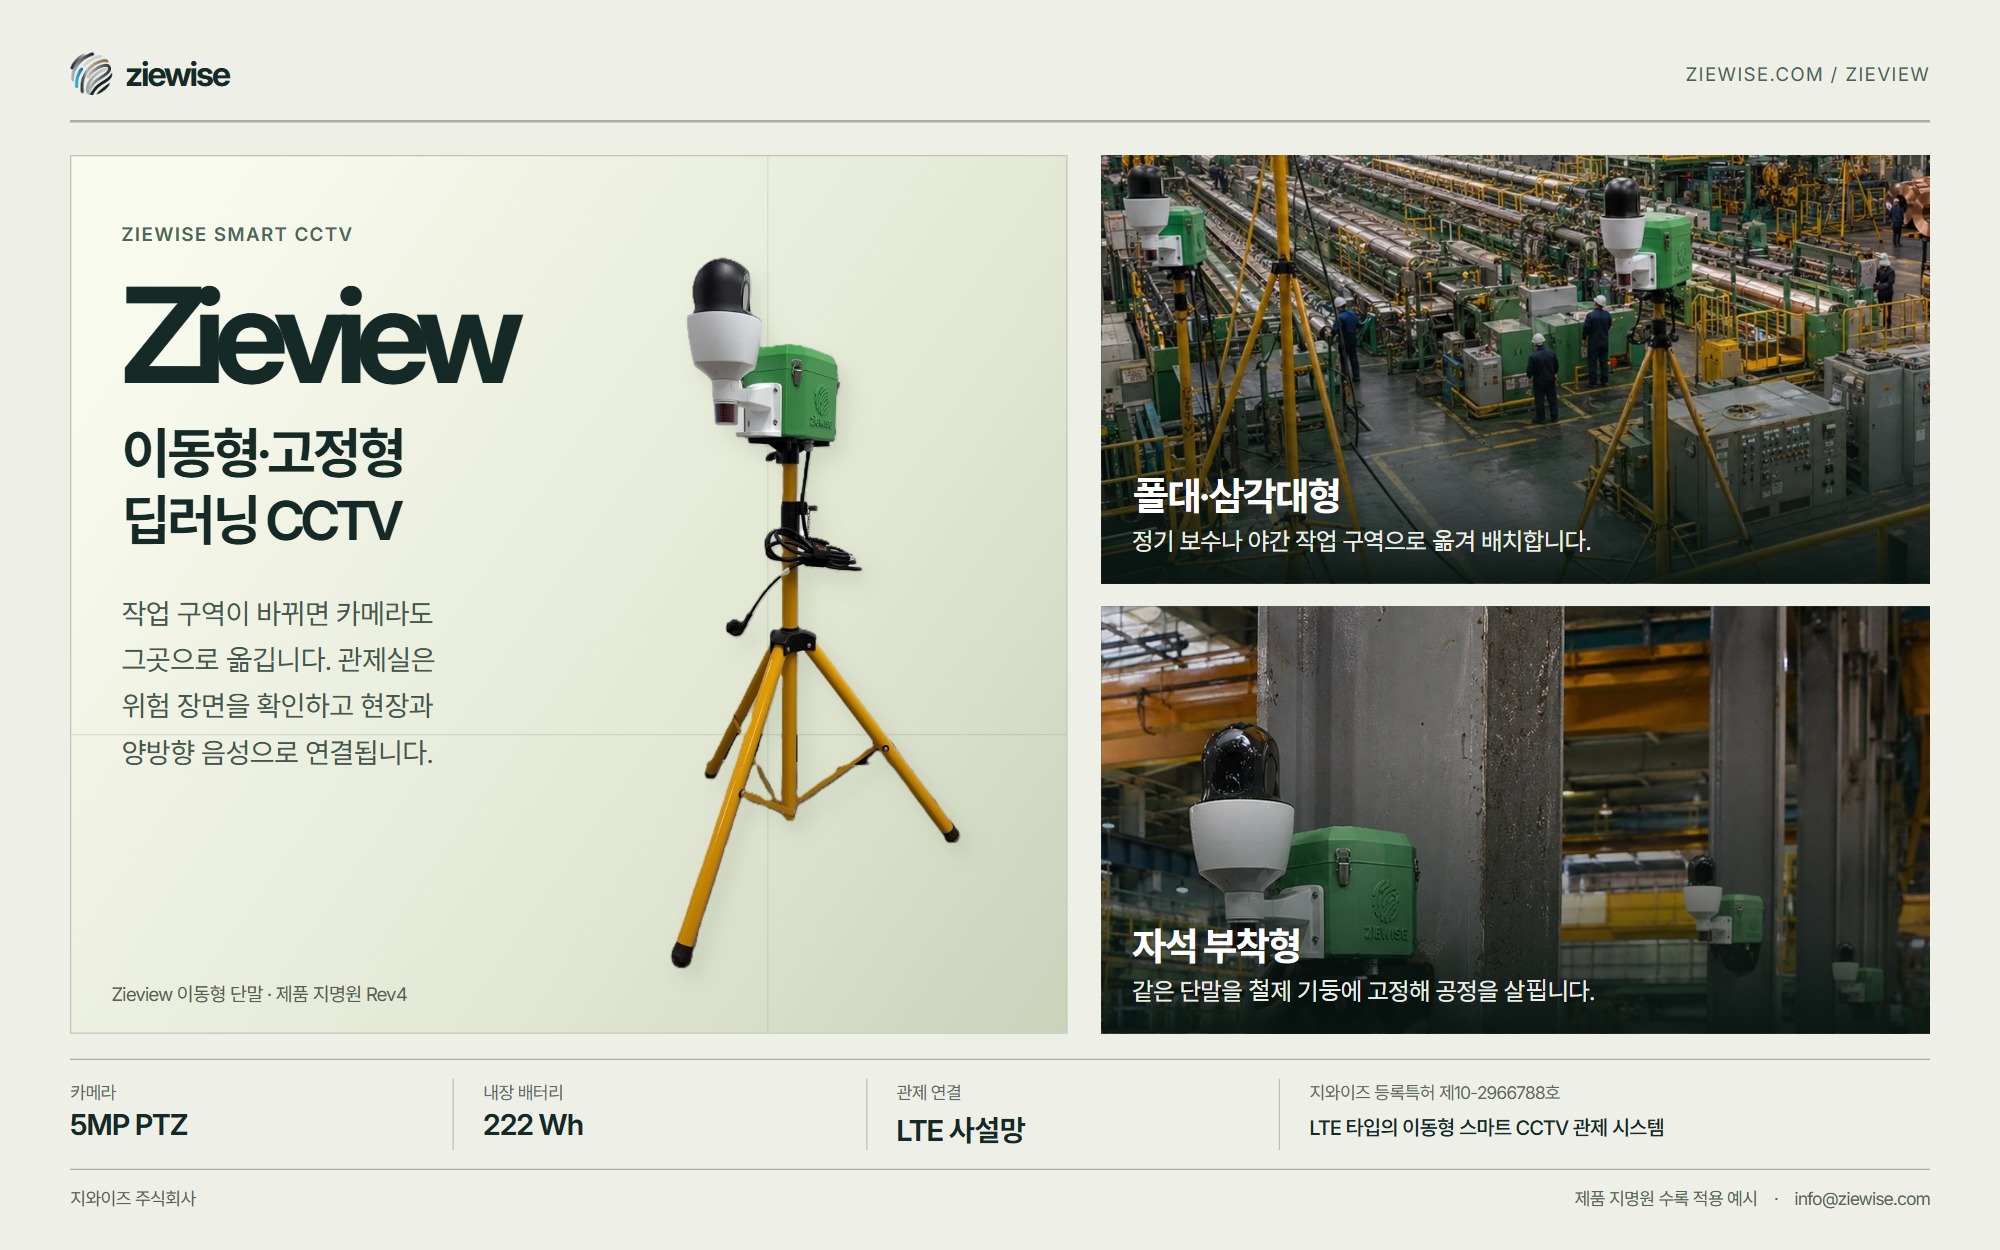 ziewise
ZIEWISE.COM / ZIEVIEW
ZIEWISE SMART CCTV
Zieview
이동형·고정형
딥러닝 CCTV
작업 구역이 바뀌면 카메라도
그곳으로 옮깁니다. 관제실은
위험 장면을 확인하고 현장과
양방향 음성으로 연결됩니다.
Zieview 이동형 단말 · 제품 지명원 Rev4
ZIEWISE
폴대·삼각대형
정기 보수나 야간 작업 구역으로 옮겨 배치합니다.
ZIEWISE
자석 부착형
같은 단말을 철제 기둥에 고정해 공정을 살핍니다.
카메라
5MP PTZ
내장 배터리
222 Wh
관제 연결
LTE 사설망
지와이즈 등록특허 제10-2966788호
LTE 타입의 이동형 스마트 CCTV 관제 시스템
지와이즈 주식회사
제품 지명원 수록 적용 예시 · info@ziewise.com